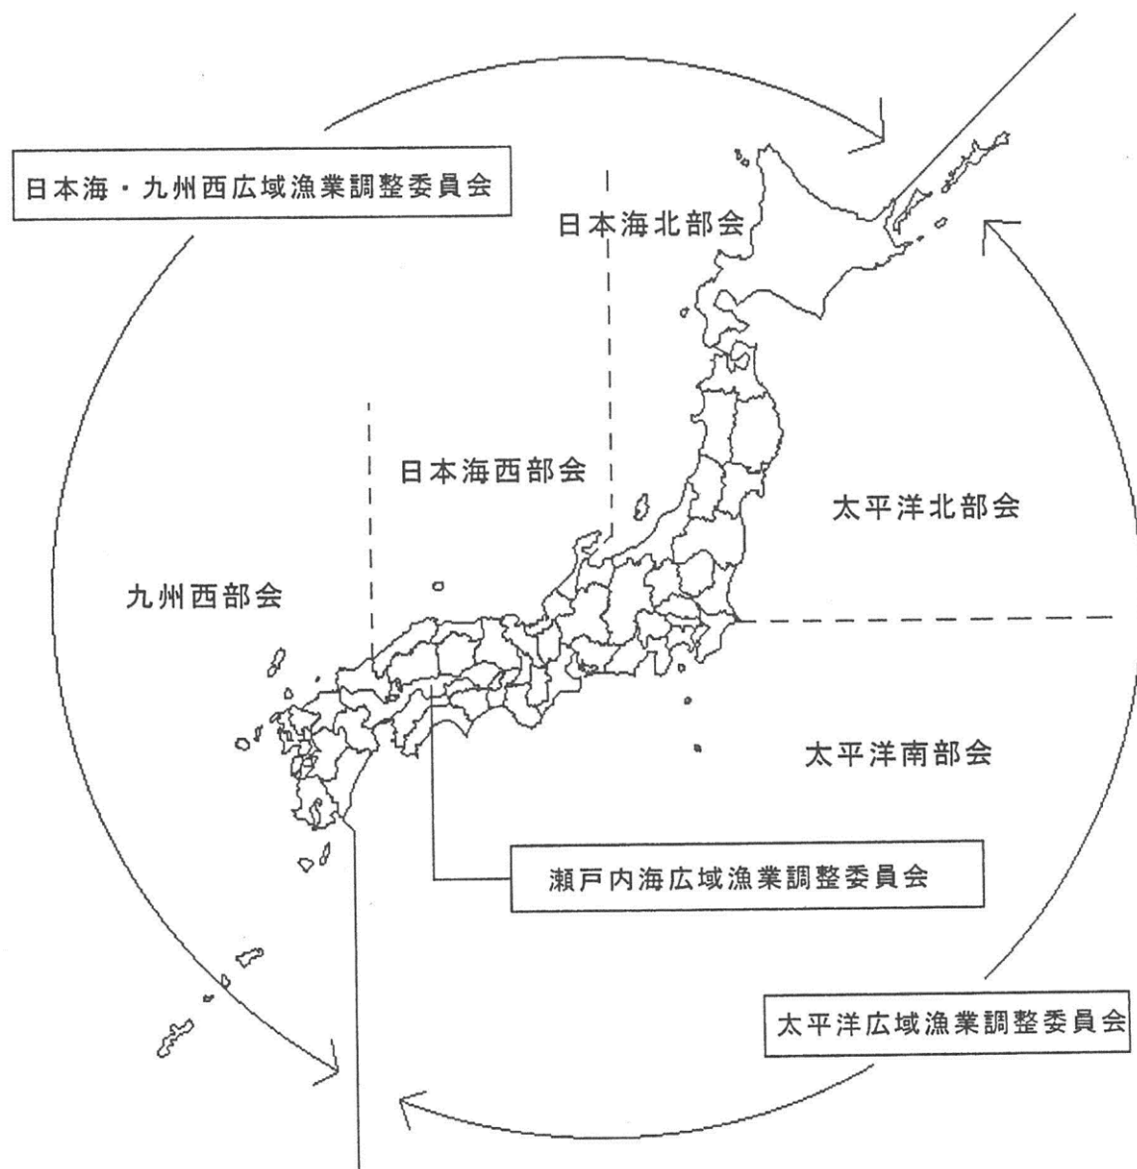 日本海・九州西広域漁業調整委員会
日本海北部会
日本海西部会
太平洋北部会
九州西部会
太平洋南部会
瀬戸内海広域漁業調整委員会
太平洋広域漁業調整委員会